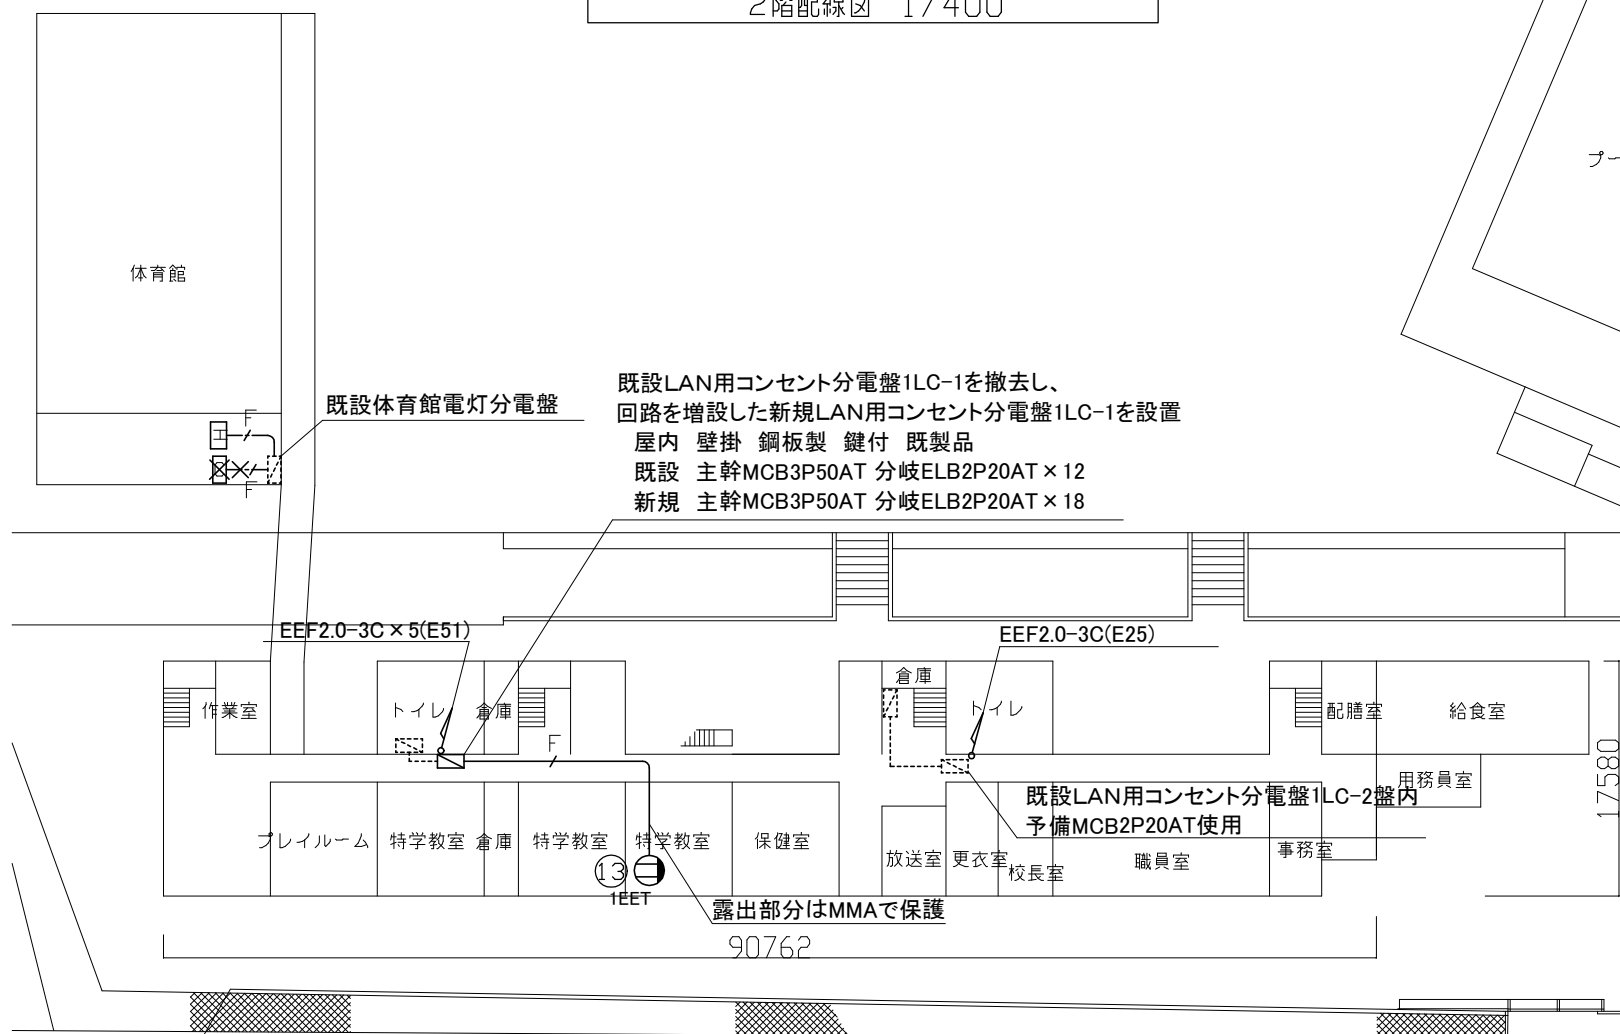 2階配線図 1/400
プー
体育館
既設体育館電灯分電盤
F
エ
F
既設LAN用コンセント分電盤1LC-1を撤去し、
回路を増設した新規LAN用コンセント分電盤1LC-1を設置
屋内 壁掛 鋼板製 鍵付 既製品
既設 主幹MCB3P50AT 分岐ELB2P20AT×12
新規 主幹MCB3P50AT 分岐ELB2P20AT×18
EEF2.0-3C×5(E51)
EEF2.0-3C(E25)
作業室
トイレ
倉庫
倉庫
トイレ
配膳室
給食室
F
用務員室
17580
既設LAN用コンセント分電盤1LC-2盤内
予備MCB2P20AT使用
プレイルーム
特学教室
倉庫
特学教室
特学教室
保健室
放送室
更衣室
校長室
職員室
事務室
13
1EET
露出部分はMMAで保護
90762